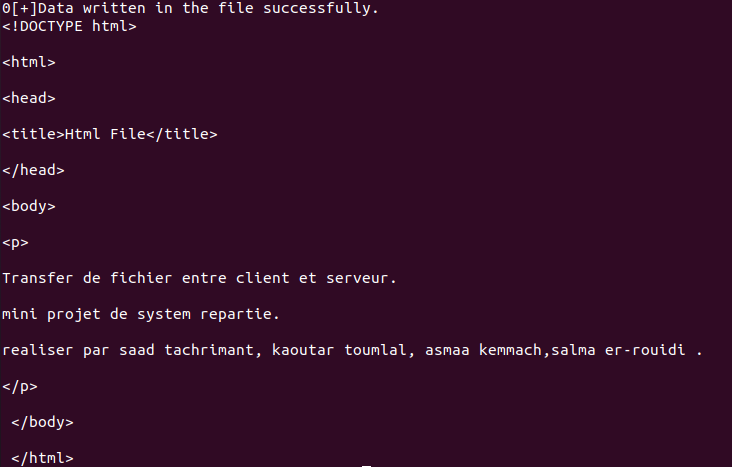 0[+]Data written in the file successfully.
<!DOCTYPE html>
<html>
<head>
<title>Html File</title>
</head>
<body>
<p>
Transfer de fichier entre client et serveur.
mini projet de system repartie.
realiser par saad tachrimant, kaoutar toumlal, asmaa kemmach,salma er-rouidi .
</p>
</body>
</html>